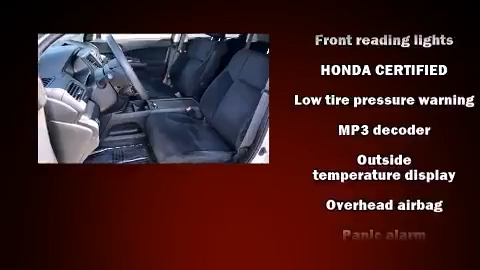 Front reading lights
HONDA CERTIFIED
Low tire pressure warning
MP3 decoder
Outside
temperature display
Overhead airbag
Panic alarm